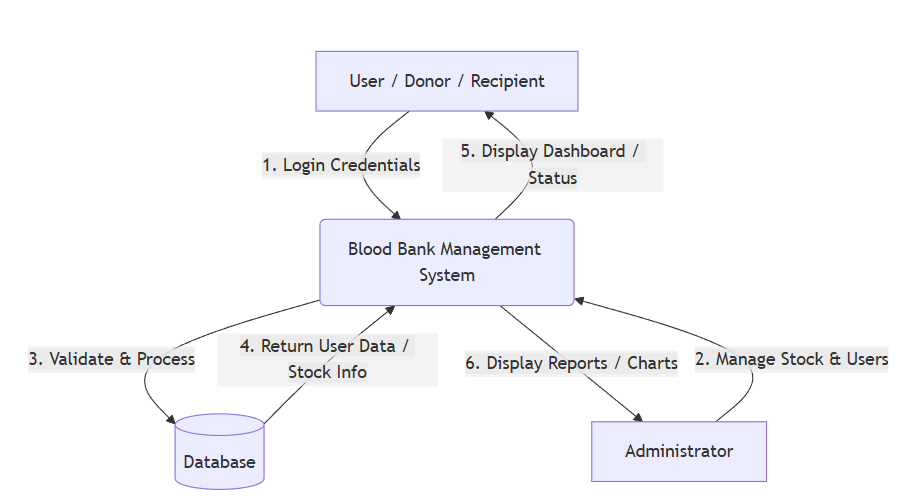 User / Donor / Recipient
1. Login Credentials
5. Display Dashboard /
Status
Blood Bank Management
System
3. Validate & Process
4. Return User Data /
Stock Info
6. Display Reports / Charts
2. Manage Stock & Users
Database
Administrator